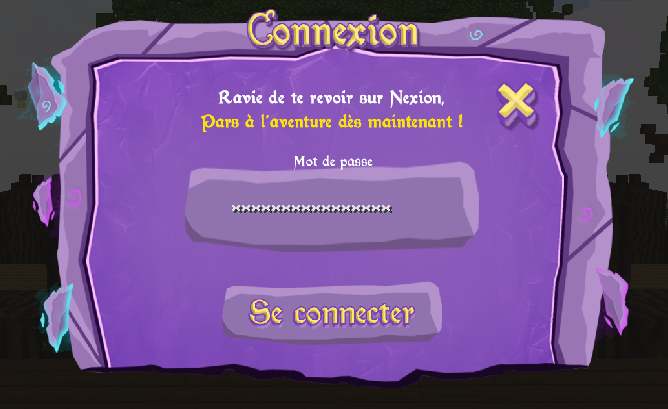 Connexion
Ravie de te revoir sur Nexion,
Pars à l'aventure dès maintenant !
Mot de passe
××××××××××××××××
Se connecter